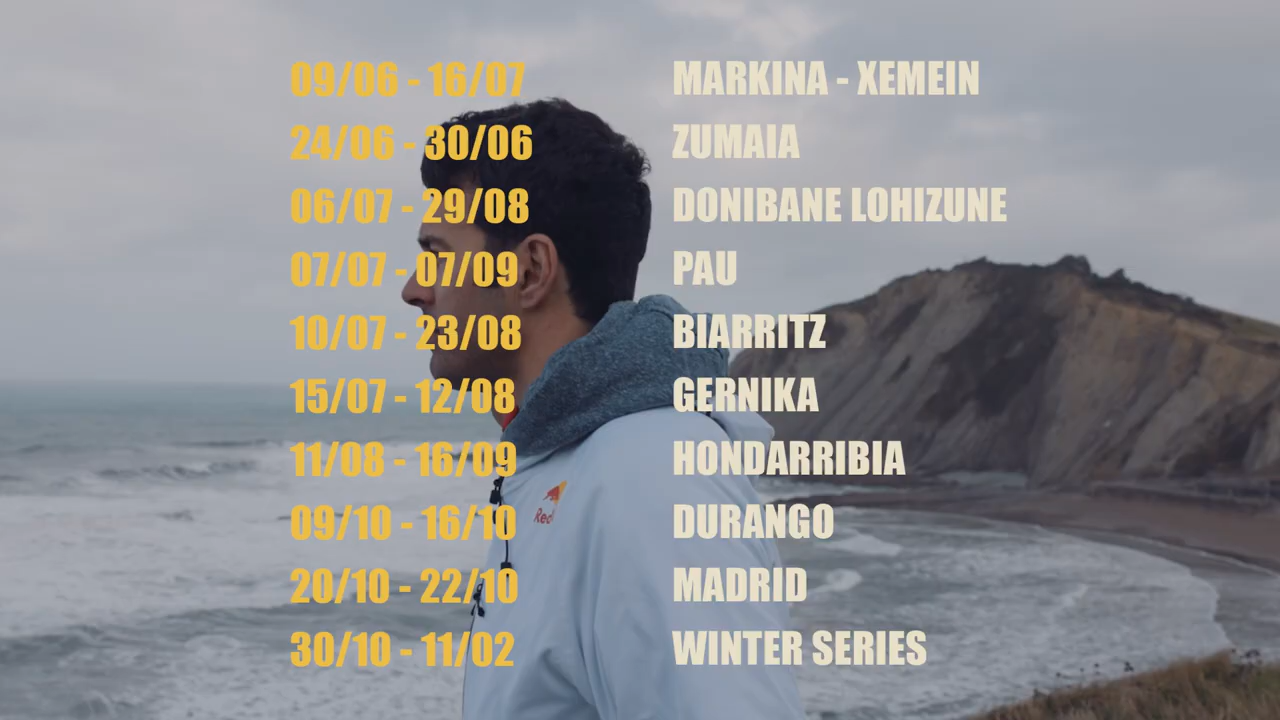 09/06 - 16/07 MARKINA - XEMEIN
24/06 - 30/06 ZUMAIA
06/07 - 29/08 DONIBANE LOHIZUNE
07/07 - 07/09 PAU
10/07 - 23/08 BIARRITZ
15/07 - 12/08 GERNIKA
11/08 - 16/09 HONDARRIBIA
09/10 - 16/10 DURANGO
20/10 - 22/10 MADRID
30/10 - 11/02 WINTER SERIES
Red